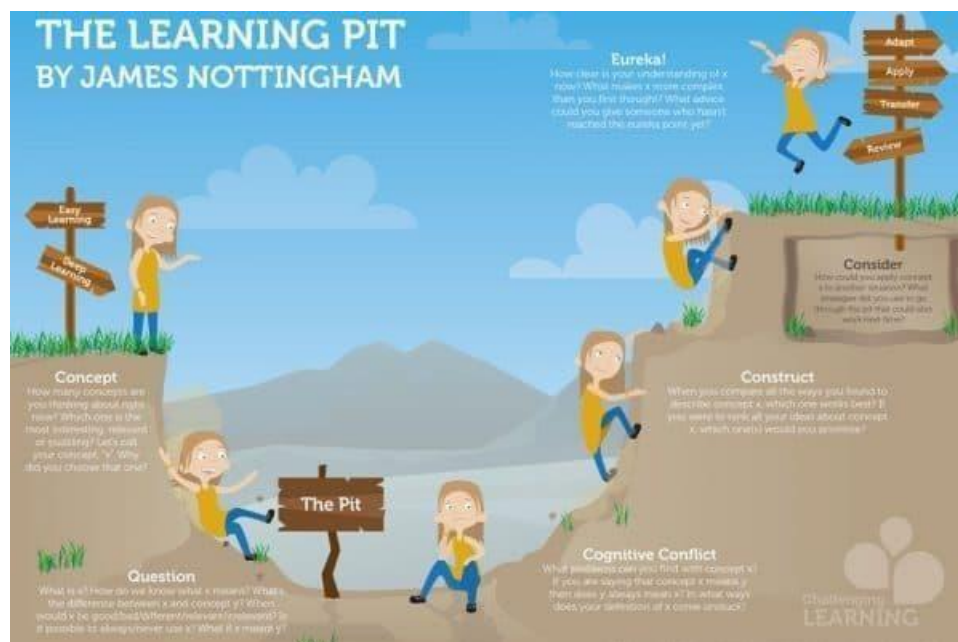 THE LEARNING PIT
BY JAMES NOTTINGHAM
Eureka!
How clear is your understanding of x
now? What makes x more complex
than you first thought? What advice
could you give someone who hasn't
reached the eureka point yet?
Adapt
Apply
Transfer
Review
Easy
Learning
Deep
Learning
Consider
How could you apply concept
x to another situation? What
strategies did you use to go
through the pit that could also
work next time?
Concept
How many concepts are
you thinking about right
now? Which one is the
most interesting, relevant
or puzzling? Let's call
your concept, 'x'. Why
did you choose that one?
Construct
When you compare all the ways you found to
describe concept x, which one works best? If
you were to rank all your ideas about concept
x, which one(s) would you prioritise?
The Pit
Question
What is x? How do we know what x means? What's
the difference between x and concept y? When
would x be good/bad/different/relevant/irrelevant? Is
it possible to always/never use x? What if x meant y?
Cognitive Conflict
What problems can you find with concept x?
If you are saying that concept x means y
then does y always mean x? In what ways
does your definition of x come unstuck?
Challenging
LEARNING